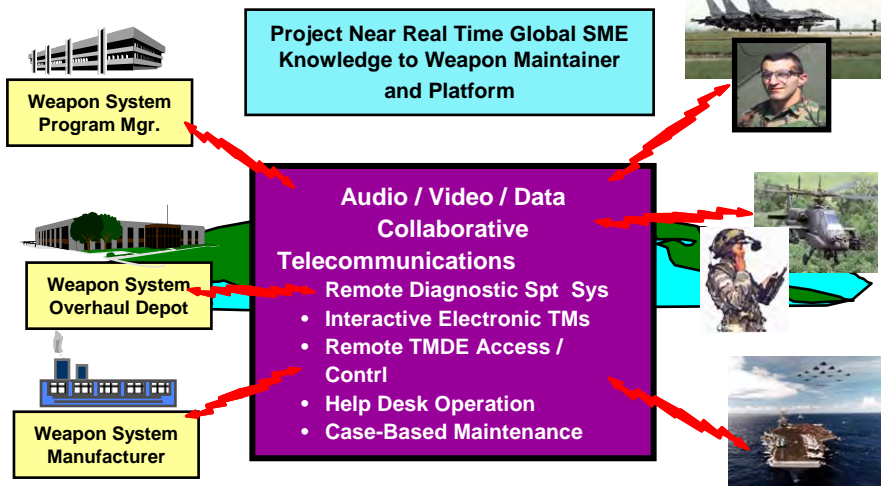 Project Near Real Time Global SME
Knowledge to Weapon Maintainer
and Platform
Weapon System
Program Mgr.
Weapon System
Overhaul Depot
Weapon System
Manufacturer
Audio / Video / Data
Collaborative
Telecommunications
Remote Diagnostic Spt Sys
• Interactive Electronic TMs
• Remote TMDE Access /
Contrl
• Help Desk Operation
• Case-Based Maintenance